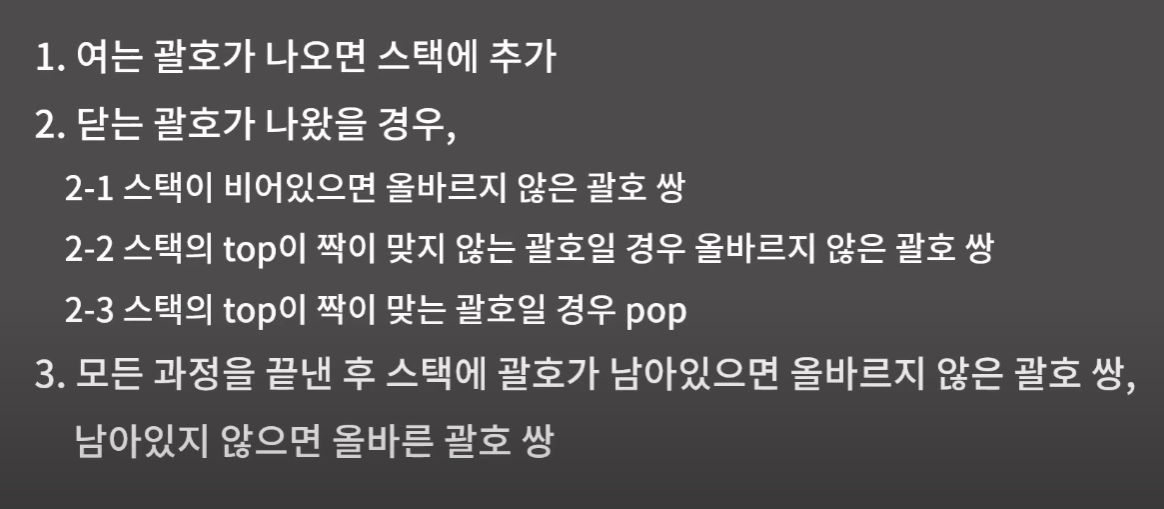 1. 여는 괄호가 나오면 스택에 추가
2. 닫는 괄호가 나왔을 경우,
2-1 스택이 비어있으면 올바르지 않은 괄호 쌍
2-2 스택의 top이 짝이 맞지 않는 괄호일 경우 올바르지 않은 괄호 쌍
2-3 스택의 top이 짝이 맞는 괄호일 경우 pop
3. 모든 과정을 끝낸 후 스택에 괄호가 남아있으면 올바르지 않은 괄호 쌍,
남아있지 않으면 올바른 괄호 쌍